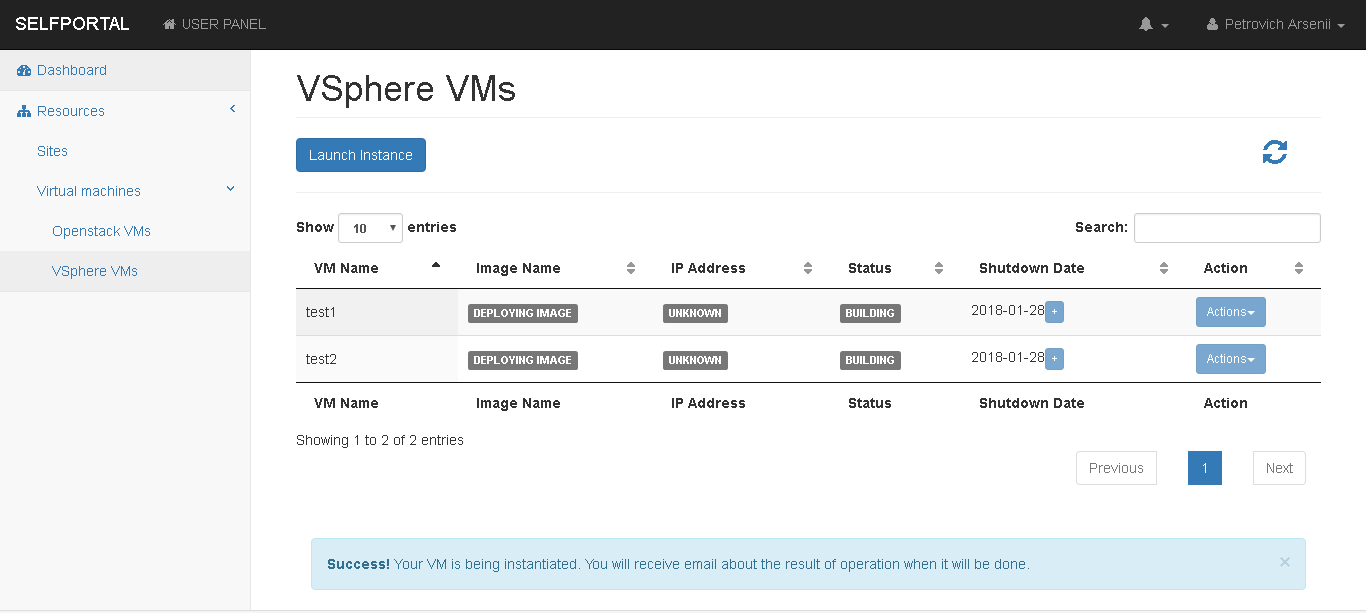 SELFPORTAL USER PANEL Petrovich Arsenii
Dashboard
Resources
Sites
Virtual machines
Openstack VMs
VSphere VMs
VSphere VMs
Launch Instance
Show 10 entries Search:
VM Name Image Name IP Address Status Shutdown Date Action
test1 DEPLOYING IMAGE UNKNOWN BUILDING 2018-01-28 + Actions
test2 DEPLOYING IMAGE UNKNOWN BUILDING 2018-01-28 + Actions
VM Name Image Name IP Address Status Shutdown Date Action
Showing 1 to 2 of 2 entries
Previous 1 Next
Success! Your VM is being instantiated. You will receive email about the result of operation when it will be done. ×